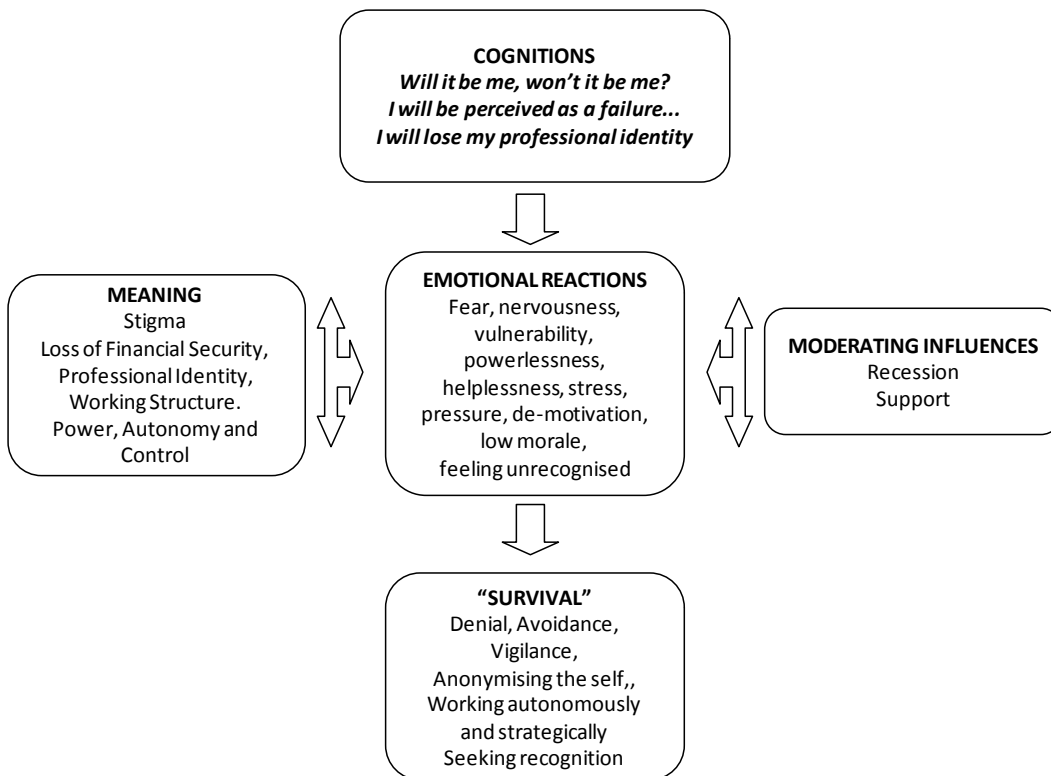 COGNITIONS
Will it be me, won't it be me?
I will be perceived as a failure...
I will lose my professional identity
MEANING
Stigma
Loss of Financial Security,
Professional Identity,
Working Structure.
Power, Autonomy and
Control
EMOTIONAL REACTIONS
Fear, nervousness,
vulnerability,
powerlessness,
helplessness, stress,
pressure, de-motivation,
low morale,
feeling unrecognised
MODERATING INFLUENCES
Recession
Support
“SURVIVAL”
Denial, Avoidance,
Vigilance,
Anonymising the self,,
Working autonomously
and strategically
Seeking recognition